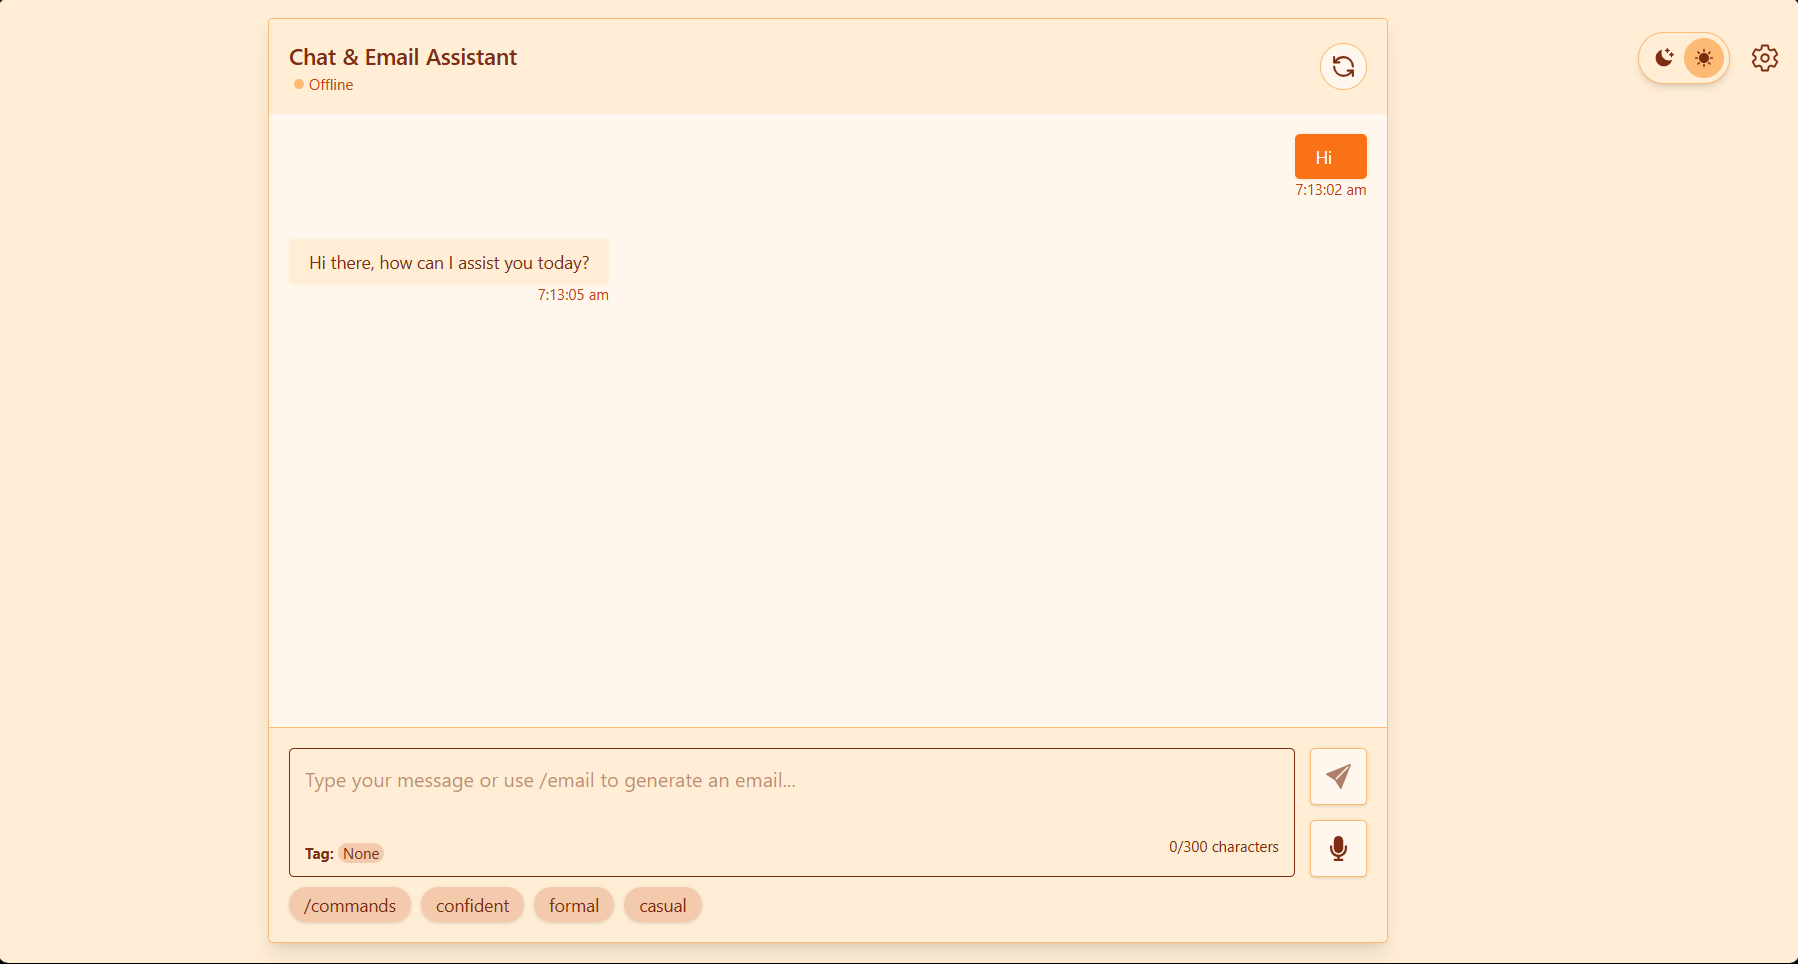 Chat & Email Assistant
Offline
Hi
7:13:02 am
Hi there, how can I assist you today?
7:13:05 am
Type your message or use /email to generate an email...
Tag: None
0/300 characters
/commands
confident
formal
casual